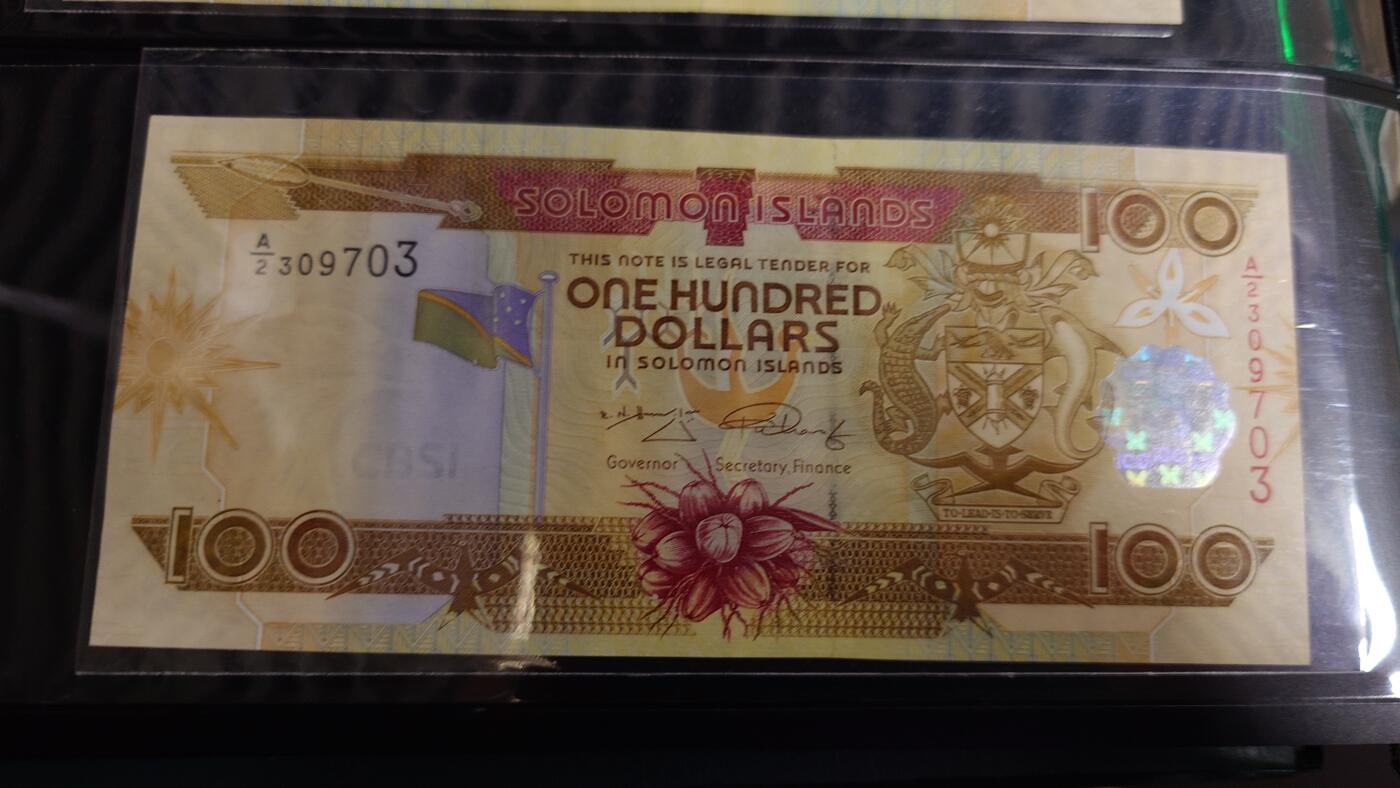 SOLOMON ISLANDS
100
A/2 309703
THIS NOTE IS LEGAL TENDER FOR
ONE HUNDRED
DOLLARS
IN SOLOMON ISLANDS
Governor Secretary, Finance
CBSI
TO-LEAD-IS-TO-SERVE
A/2 309703
100
100